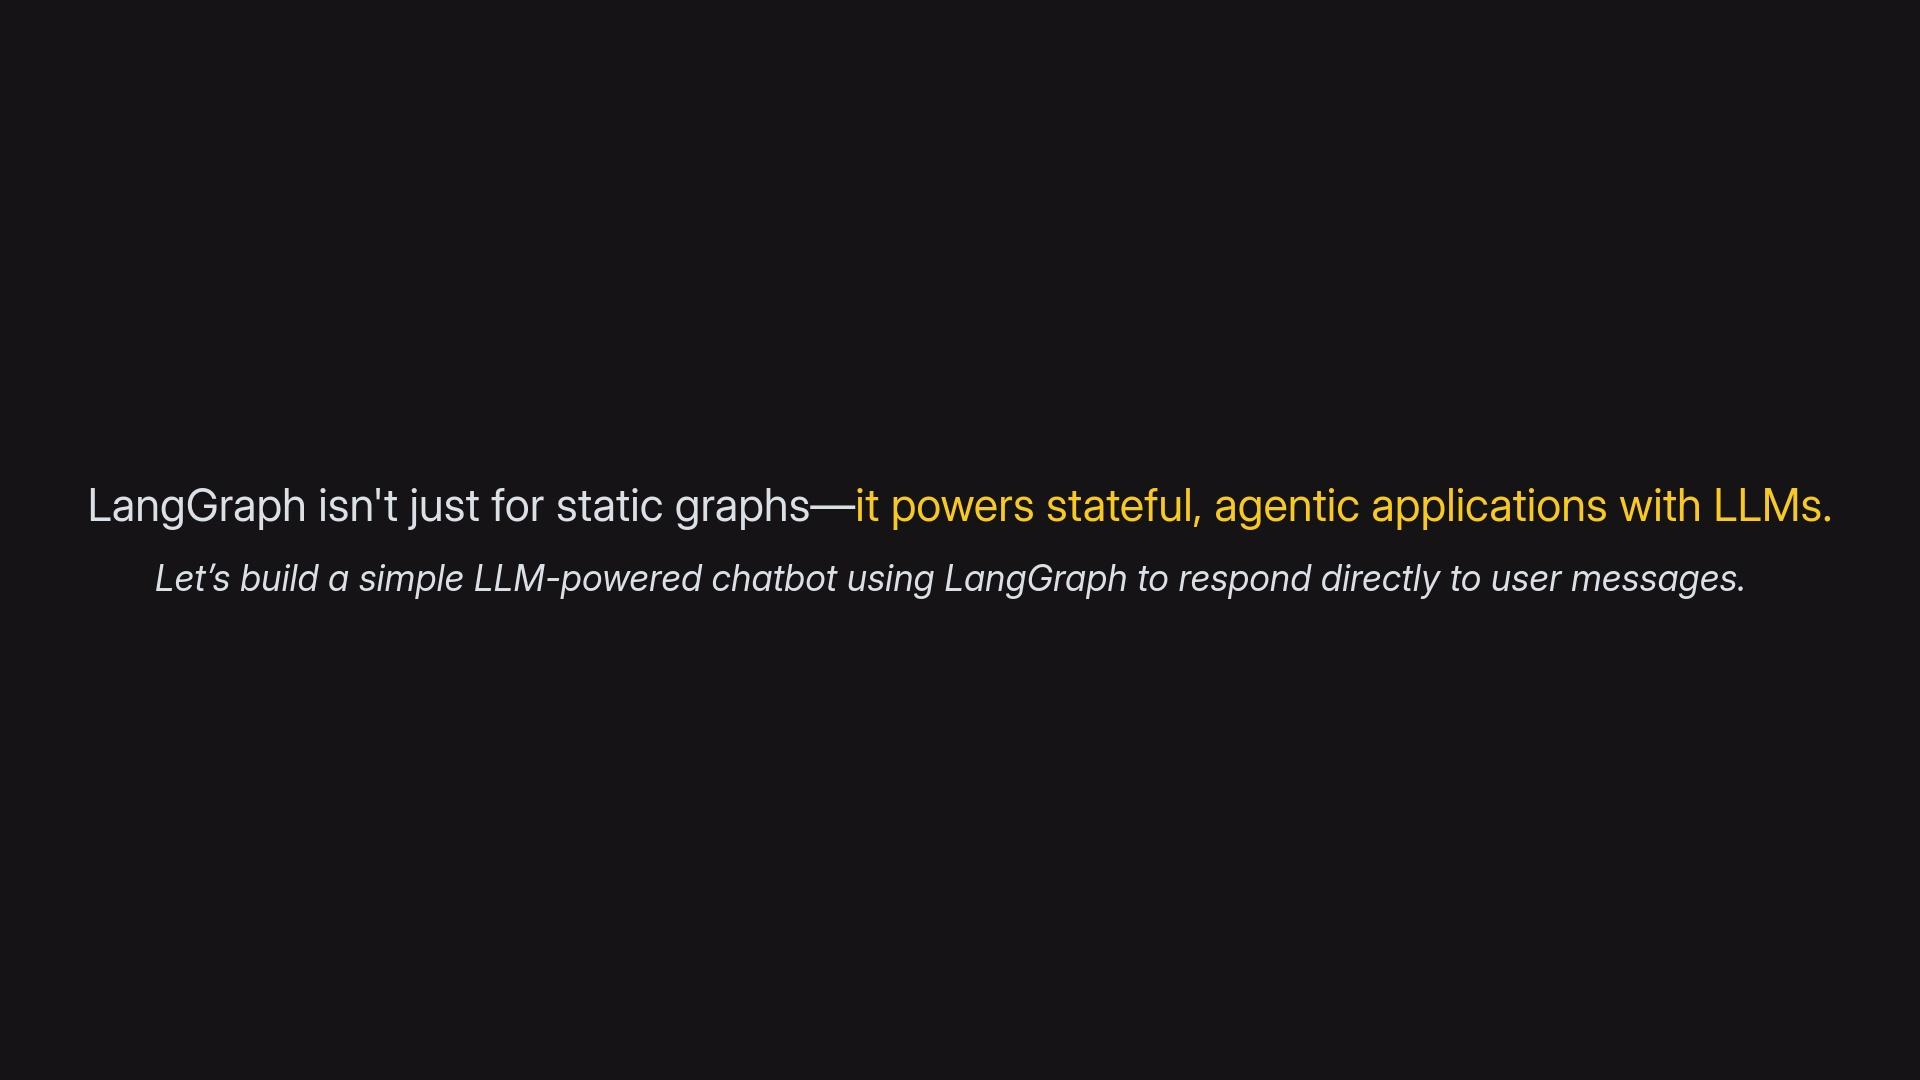 LangGraph isn't just for static graphs—it powers stateful, agentic applications with LLMs.
Let’s build a simple LLM-powered chatbot using LangGraph to respond directly to user messages.